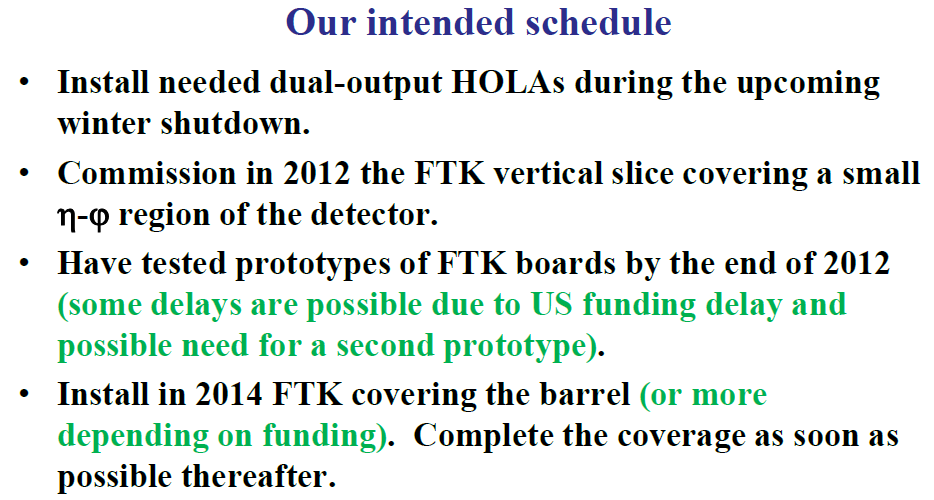 Our intended schedule
• Install needed dual-output HOLAs during the upcoming
winter shutdown.
• Commission in 2012 the FTK vertical slice covering a small
η-φ region of the detector.
• Have tested prototypes of FTK boards by the end of 2012
(some delays are possible due to US funding delay and
possible need for a second prototype).
• Install in 2014 FTK covering the barrel (or more
depending on funding). Complete the coverage as soon as
possible thereafter.